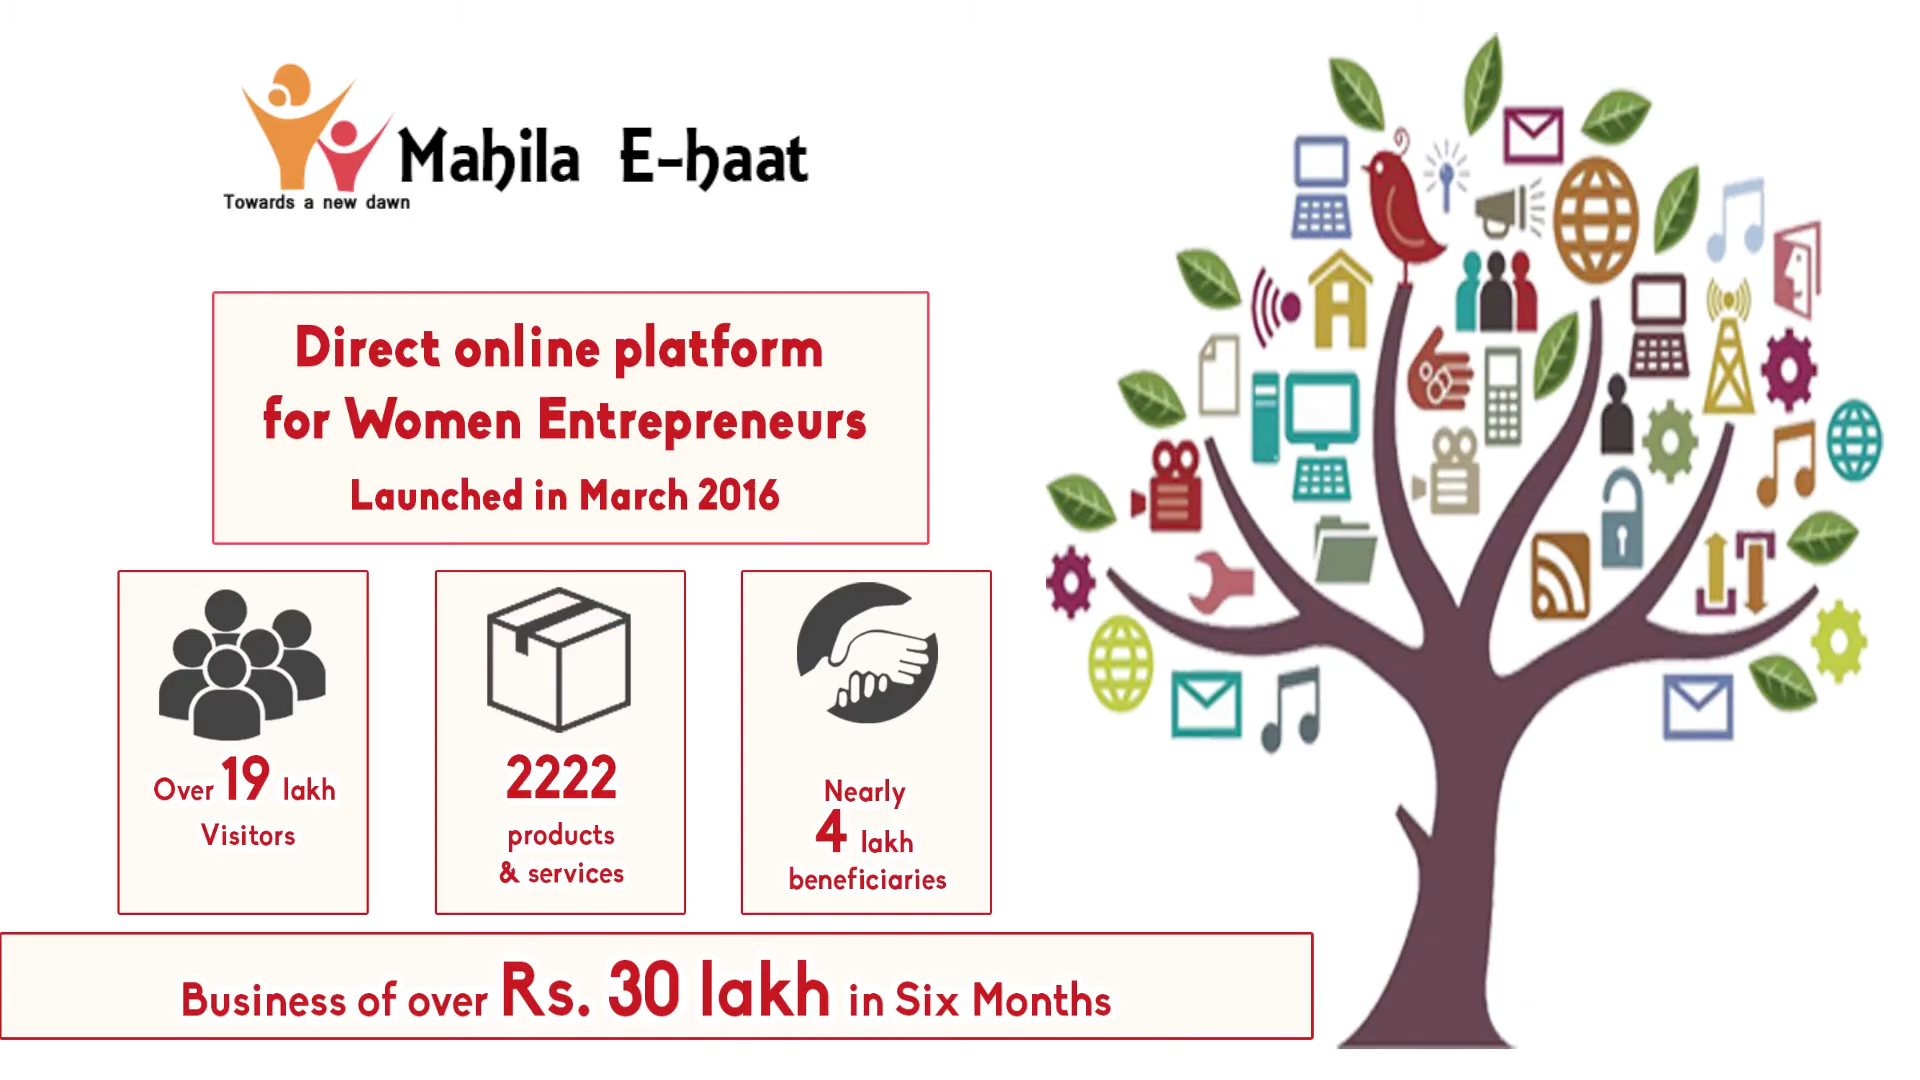 Mahila E-haat
Towards a new dawn
Direct online platform
for Women Entrepreneurs
Launched in March 2016
Over 19 lakh
Visitors
2222
products
& services
Nearly
4 lakh
beneficiaries
Business of over Rs. 30 lakh in Six Months